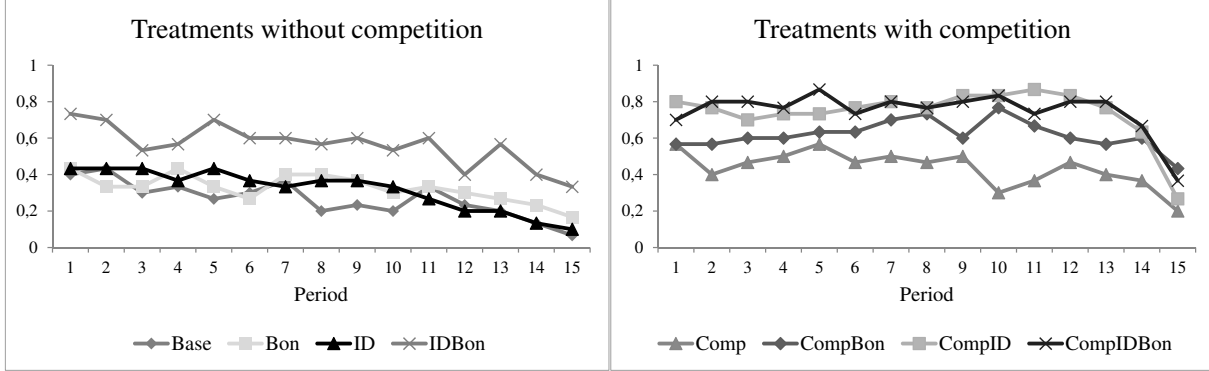 Treatments without competition
1
0,8
0,6
0,4
0,2
0
1 2 3 4 5 6 7 8 9 10 11 12 13 14 15
Period
Base Bon ID IDBon
Treatments with competition
1
0,8
0,6
0,4
0,2
0
1 2 3 4 5 6 7 8 9 10 11 12 13 14 15
Period
Comp CompBon CompID CompIDBon